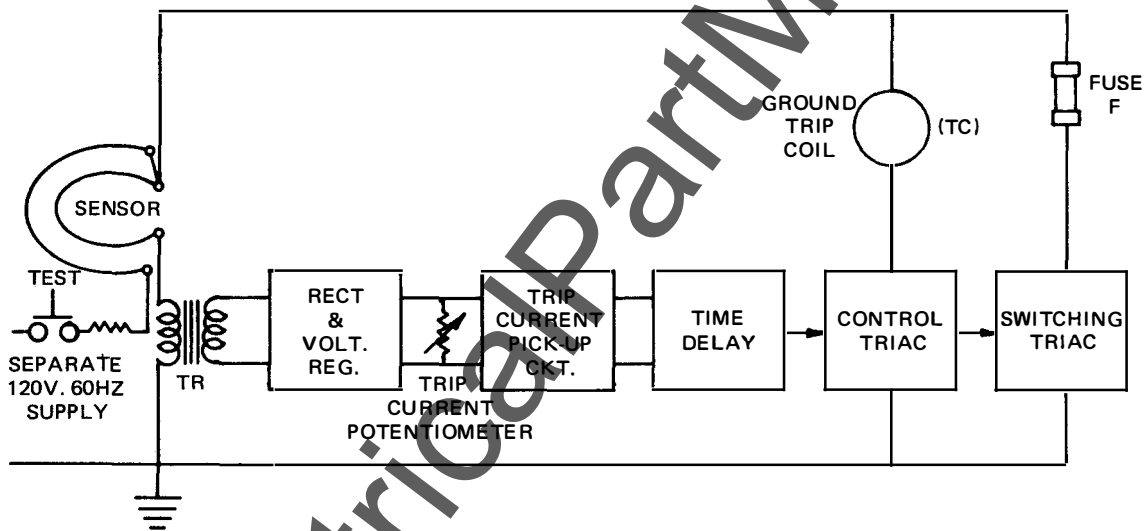 GROUND
TRIP
COIL
(TC)
FUSE
F
SENSOR
TEST
SEPARATE
120V. 60HZ
SUPPLY
TR
RECT
&
VOLT.
REG.
TRIP
CURRENT
POTENTIOMETER
TRIP
CURRENT
PICK-UP
CKT.
TIME
DELAY
CONTROL
TRIAC
SWITCHING
TRIAC